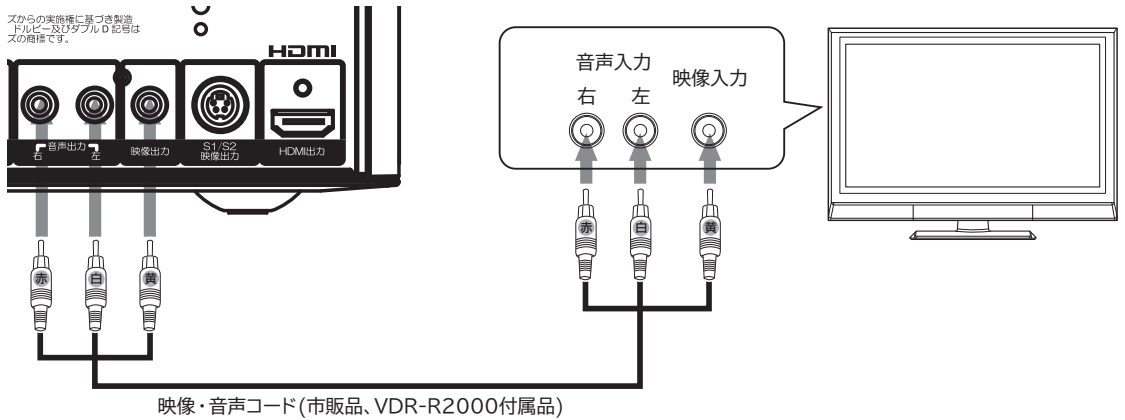 ズからの実施権に基づき製造
ドルビー及びダブル D 記号は
ズの商標です。
HDMI
右
音声出力
左
映像出力
S1/S2
映像出力
HDMI出力
赤
白
黄
音声入力
映像入力
右
左
赤
白
黄
映像・音声コード(市販品、VDR-R2000付属品)